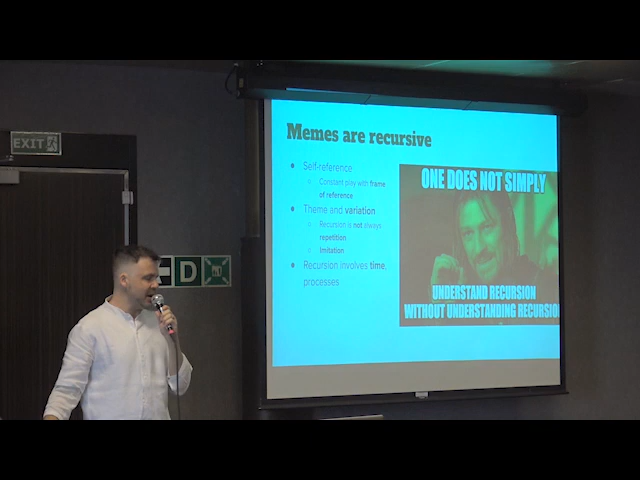 EXIT
D
Memes are recursive
Self-reference
Constant play with frame
of reference
Theme and variation
Recursion is not always
repetition
Imitation
Recursion involves time,
processes
ONE DOES NOT SIMPLY
UNDERSTAND RECURSION
WITHOUT UNDERSTANDING RECURSION